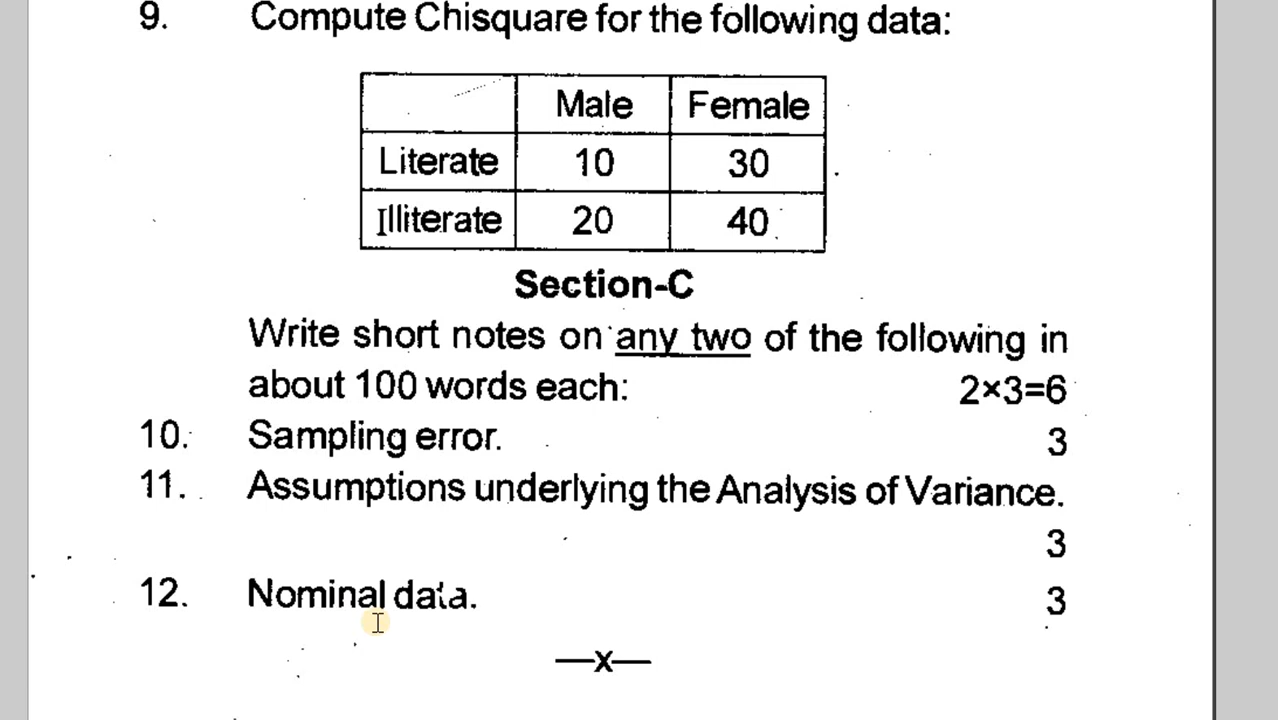 9. Compute Chisquare for the following data:
Male Female
Literate 10 30
Illiterate 20 40
Section-C
Write short notes on any two of the following in
about 100 words each: 2×3=6
10. Sampling error. 3
11. Assumptions underlying the Analysis of Variance.
3
12. Nominal data. 3
—x—